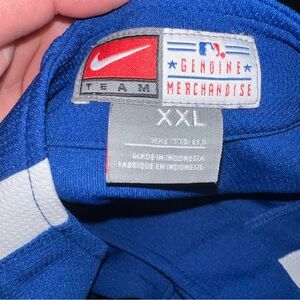 TEAM
GENUINE
MERCHANDISE
XXL
MADE IN INDONESIA
FABRIQUE EN INDONESIE